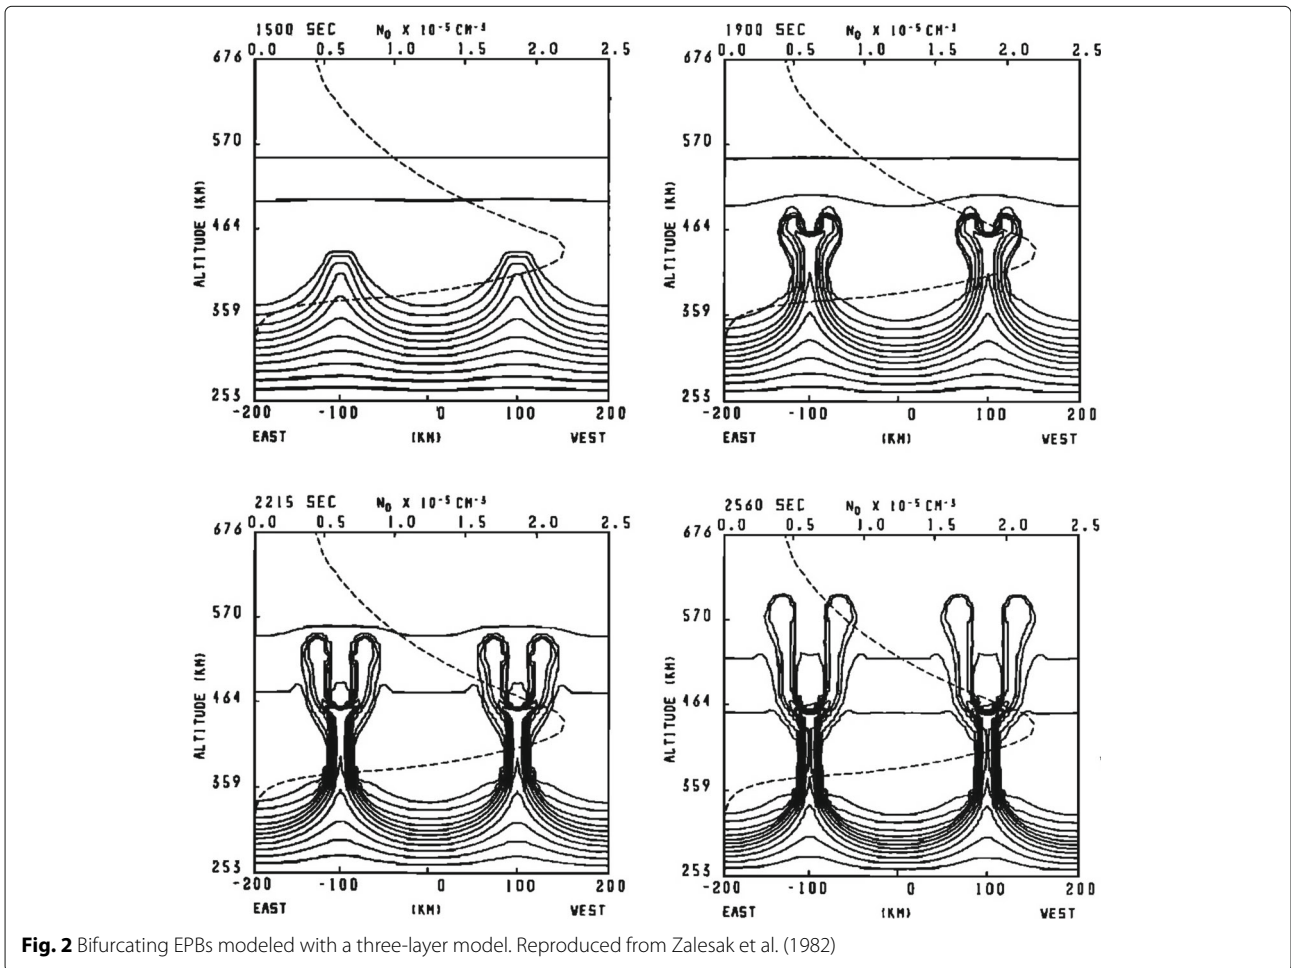 1500 SEC N₀ X 10⁻⁵ CM⁻³
0.0 0.5 1.0 1.5 2.0 2.5
676
570
464
359
253
ALTITUDE (KM)
-200 -100 0 100 200
EAST (KM) WEST
1900 SEC N₀ X 10⁻⁵ CM⁻³
0.0 0.5 1.0 1.5 2.0 2.5
676
570
464
359
253
ALTITUDE (KM)
-200 -100 0 100 200
EAST (KM) WEST
2215 SEC N₀ X 10⁻⁵ CM⁻³
0.0 0.5 1.0 1.5 2.0 2.5
676
570
464
359
253
ALTITUDE (KM)
-200 -100 0 100 200
EAST (KM) WEST
2560 SEC N₀ X 10⁻⁵ CM⁻³
0.0 0.5 1.0 1.5 2.0 2.5
676
570
464
359
253
ALTITUDE (KM)
-200 -100 0 100 200
EAST (KM) WEST
Fig. 2 Bifurcating EPBs modeled with a three-layer model. Reproduced from Zalesak et al. (1982)